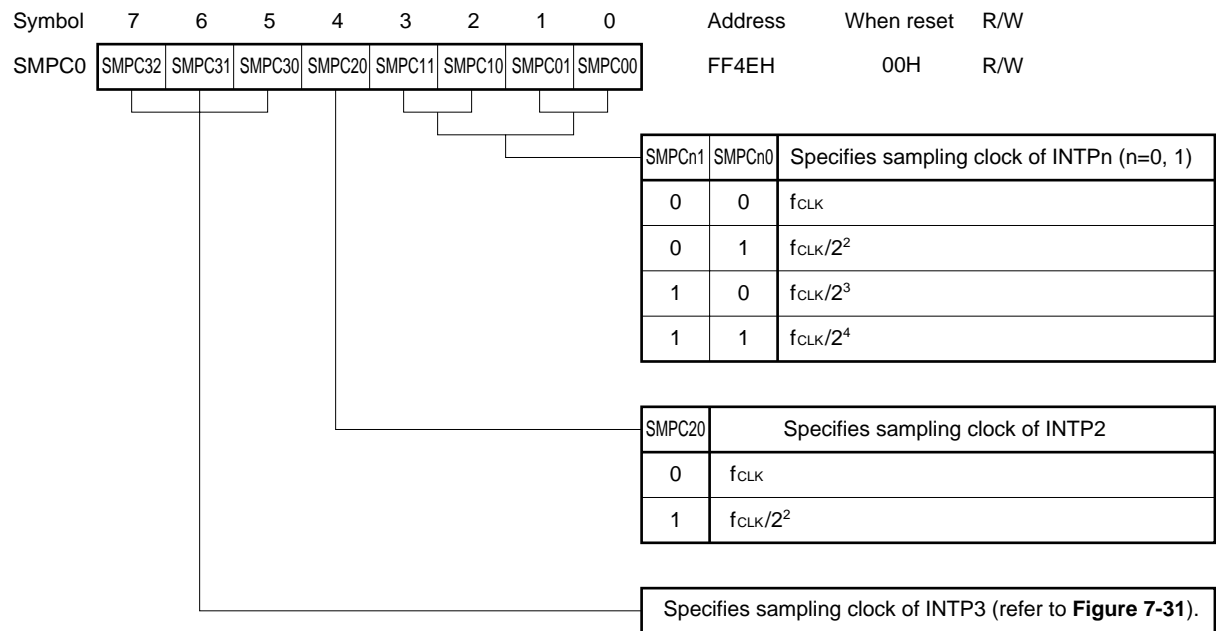 Symbol 7 6 5 4 3 2 1 0 Address When reset R/W
SMPC0 SMPC32 SMPC31 SMPC30 SMPC20 SMPC11 SMPC10 SMPC01 SMPC00 FF4EH 00H R/W
SMPCn1 SMPCn0 Specifies sampling clock of INTPn (n=0, 1)
0 0 fCLK
0 1 fCLK/2²
1 0 fCLK/2³
1 1 fCLK/2⁴
SMPC20 Specifies sampling clock of INTP2
0 fCLK
1 fCLK/2²
Specifies sampling clock of INTP3 (refer to Figure 7-31).